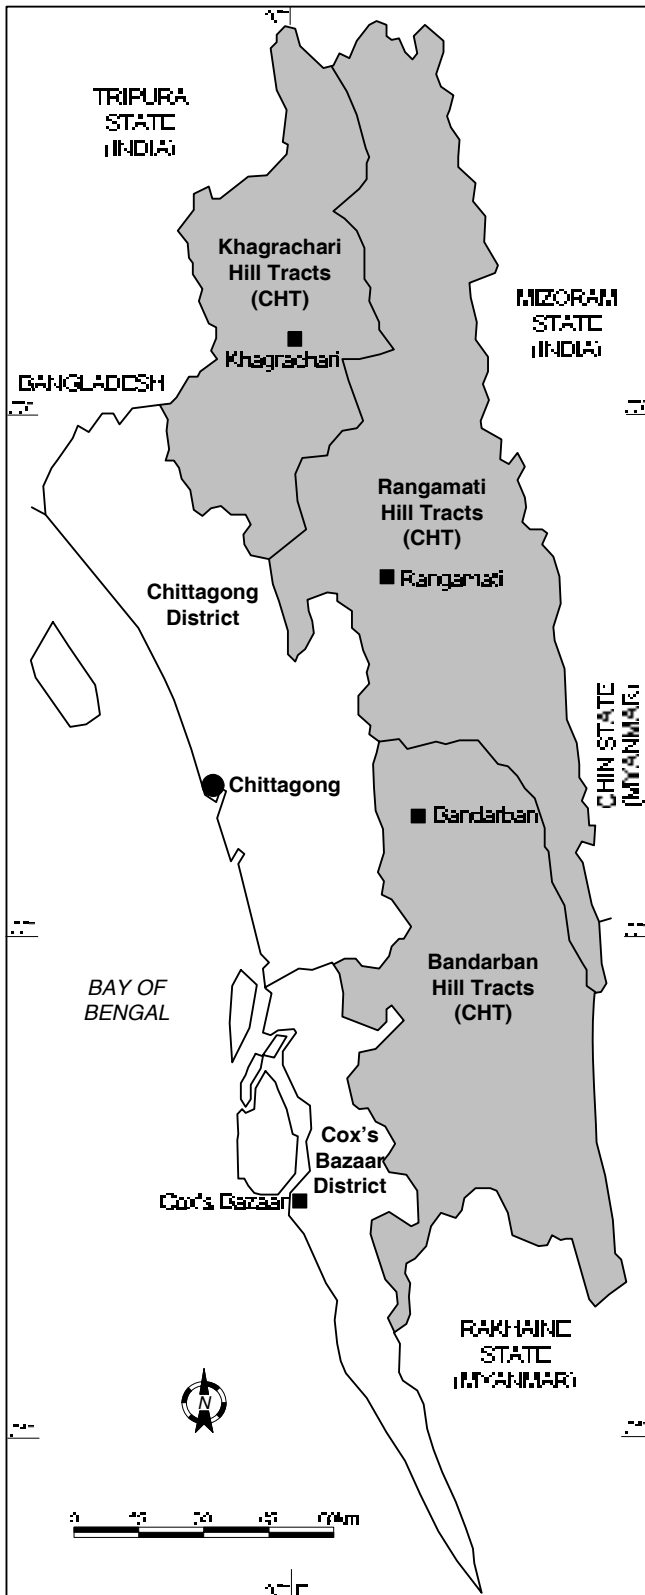 TRIPURA
STATE
(INDIA)
Khagrachari
Hill Tracts
(CHT)
MIZORAM
STATE
(INDIA)
Khagrachari
BANGLADESH
Rangamati
Hill Tracts
(CHT)
Rangamati
Chittagong
District
CHIN STATE
(MYANMAR)
Chittagong
Bandarban
Bandarban
Hill Tracts
(CHT)
BAY OF
BENGAL
Cox's
Bazaar
District
Cox's Bazaar
RAKHAINE
STATE
(MYANMAR)
N
km